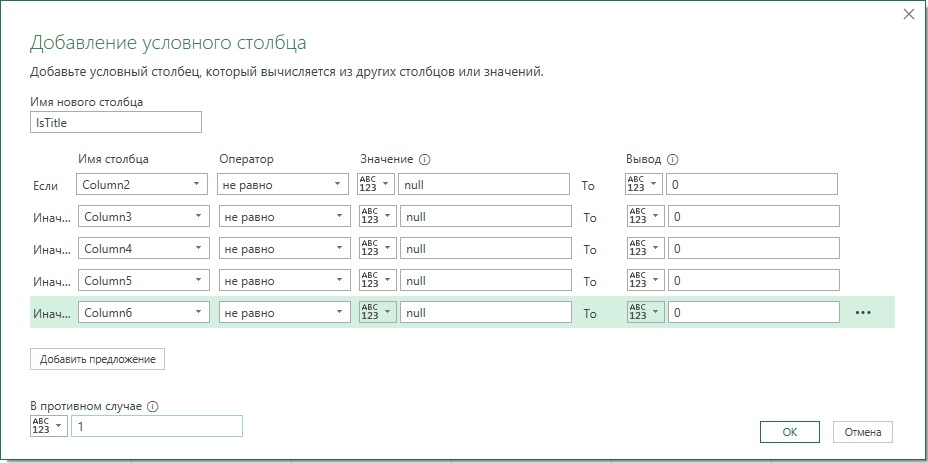 Добавление условного столбца
Добавьте условный столбец, который вычисляется из других столбцов или значений.
Имя нового столбца
IsTitle
Имя столбца Оператор Значение Вывод
Если Column2 не равно ABC 123 null То ABC 123 0
Инач... Column3 не равно ABC 123 null То ABC 123 0
Инач... Column4 не равно ABC 123 null То ABC 123 0
Инач... Column5 не равно ABC 123 null То ABC 123 0
Инач... Column6 не равно ABC 123 null То ABC 123 0 •••
Добавить предложение
В противном случае
ABC 123 1
ОК Отмена